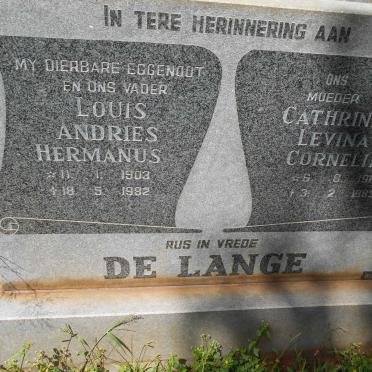 IN TERE HERINNERING AAN
MY DIERBARE EGGENOOT
EN ONS VADER
LOUIS
ANDRIES
HERMANUS
* 11 . 1 . 1903
+ 18 . 5 . 1982
ONS
MOEDER
CATHRIN
LEVINA
CORNELIA
RUS IN VREDE
DE LANGE